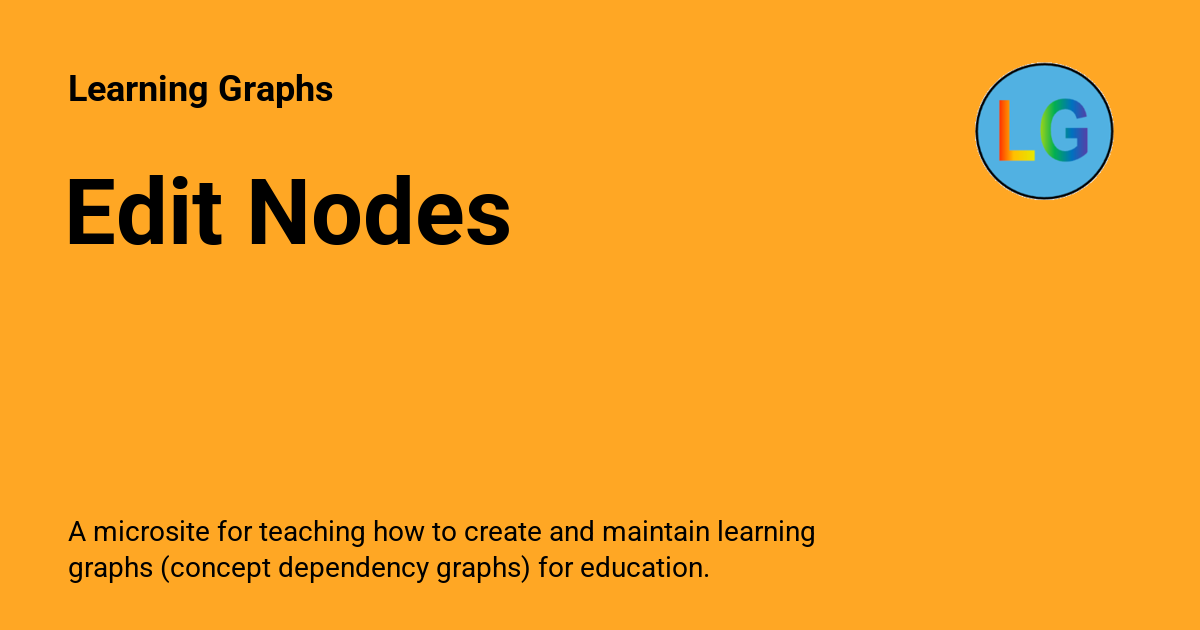 Learning Graphs
LG
Edit Nodes
A microsite for teaching how to create and maintain learning
graphs (concept dependency graphs) for education.